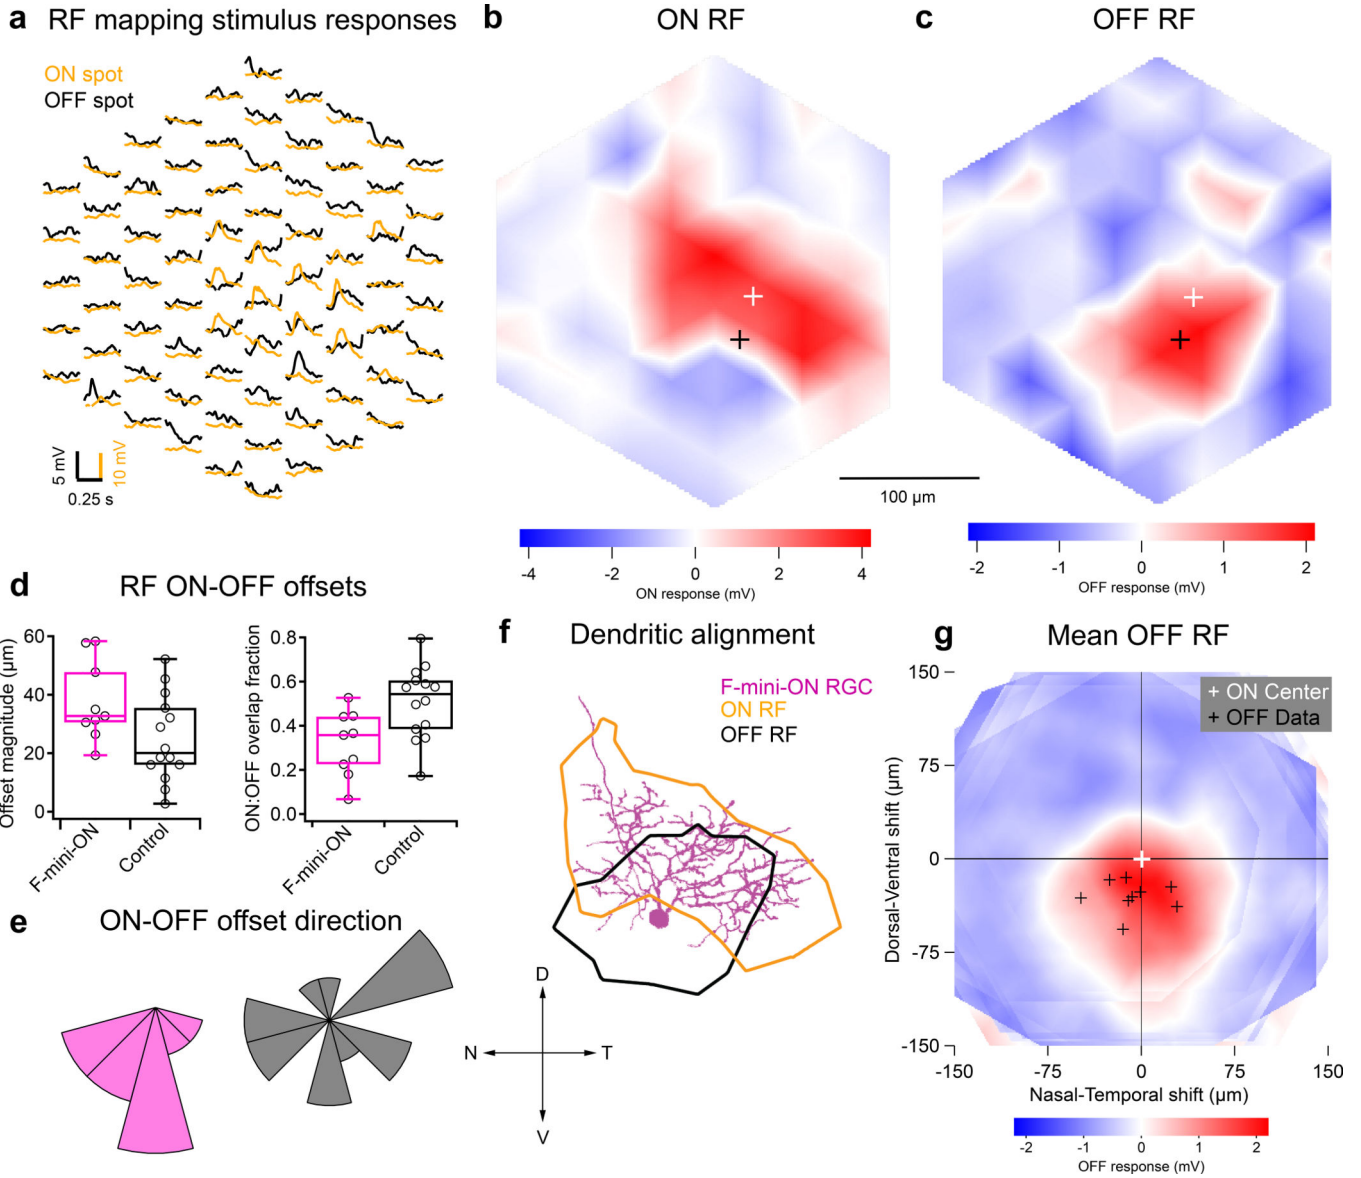 a RF mapping stimulus responses
ON spot
OFF spot
5 mV
10 mV
0.25 s
b ON RF
c OFF RF
100 µm
-4 -2 0 2 4
ON response (mV)
-2 -1 0 1 2
OFF response (mV)
d RF ON-OFF offsets
Offset magnitude (µm)
60
40
20
0
F-mini-ON
Control
ON:OFF overlap fraction
0.8
0.6
0.4
0.2
0.0
F-mini-ON
Control
e ON-OFF offset direction
f Dendritic alignment
F-mini-ON RGC
ON RF
OFF RF
D
N T
V
g Mean OFF RF
+ ON Center
+ OFF Data
Dorsal-Ventral shift (µm)
150
75
0
-75
-150
-150 -75 0 75 150
Nasal-Temporal shift (µm)
-2 -1 0 1 2
OFF response (mV)